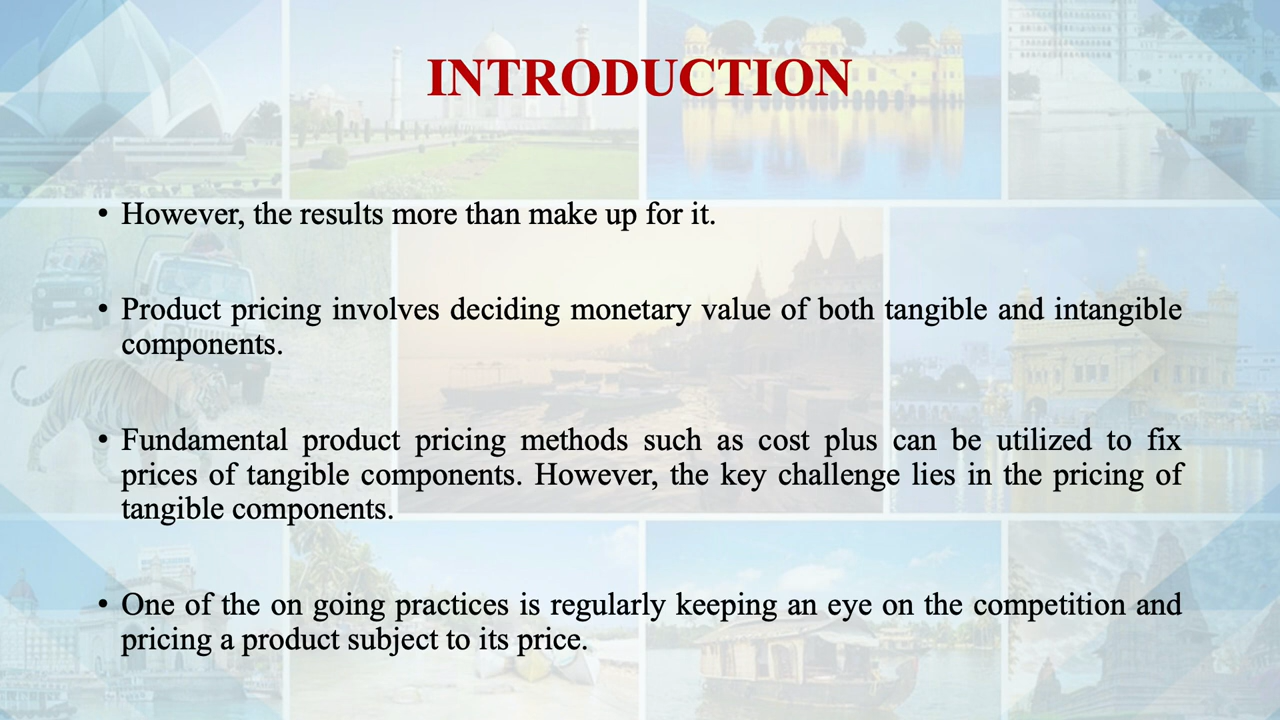 INTRODUCTION
• However, the results more than make up for it.
• Product pricing involves deciding monetary value of both tangible and intangible
components.
• Fundamental product pricing methods such as cost plus can be utilized to fix
prices of tangible components. However, the key challenge lies in the pricing of
tangible components.
• One of the on going practices is regularly keeping an eye on the competition and
pricing a product subject to its price.